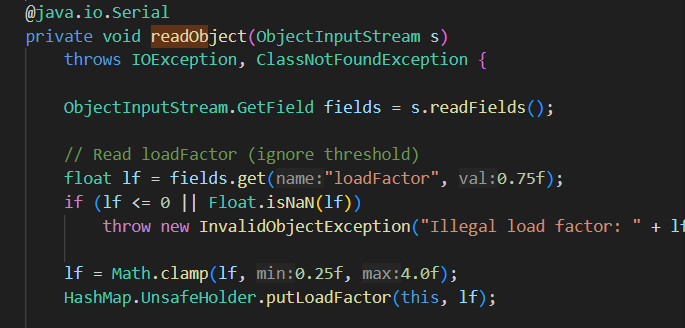 @java.io.Serial
private void readObject(ObjectInputStream s)
throws IOException, ClassNotFoundException {
ObjectInputStream.GetField fields = s.readFields();
// Read loadFactor (ignore threshold)
float lf = fields.get(name:"loadFactor", val:0.75f);
if (lf <= 0 || Float.isNaN(lf))
throw new InvalidObjectException("Illegal load factor: " + lf
lf = Math.clamp(lf, min:0.25f, max:4.0f);
HashMap.UnsafeHolder.putLoadFactor(this, lf);